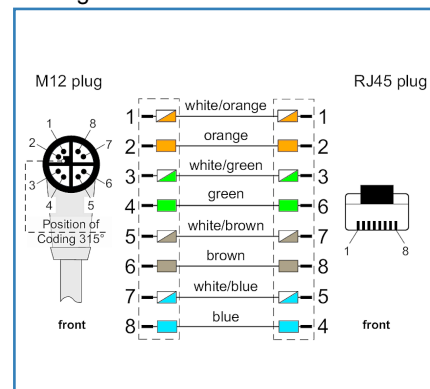 M12 plug
RJ45 plug
1 8
2 7
3 6
4 5
Position of
Coding 315°
front
1 white/orange 1
2 orange 2
3 white/green 3
4 green 6
5 white/brown 7
6 brown 8
7 white/blue 5
8 blue 4
1 8
front